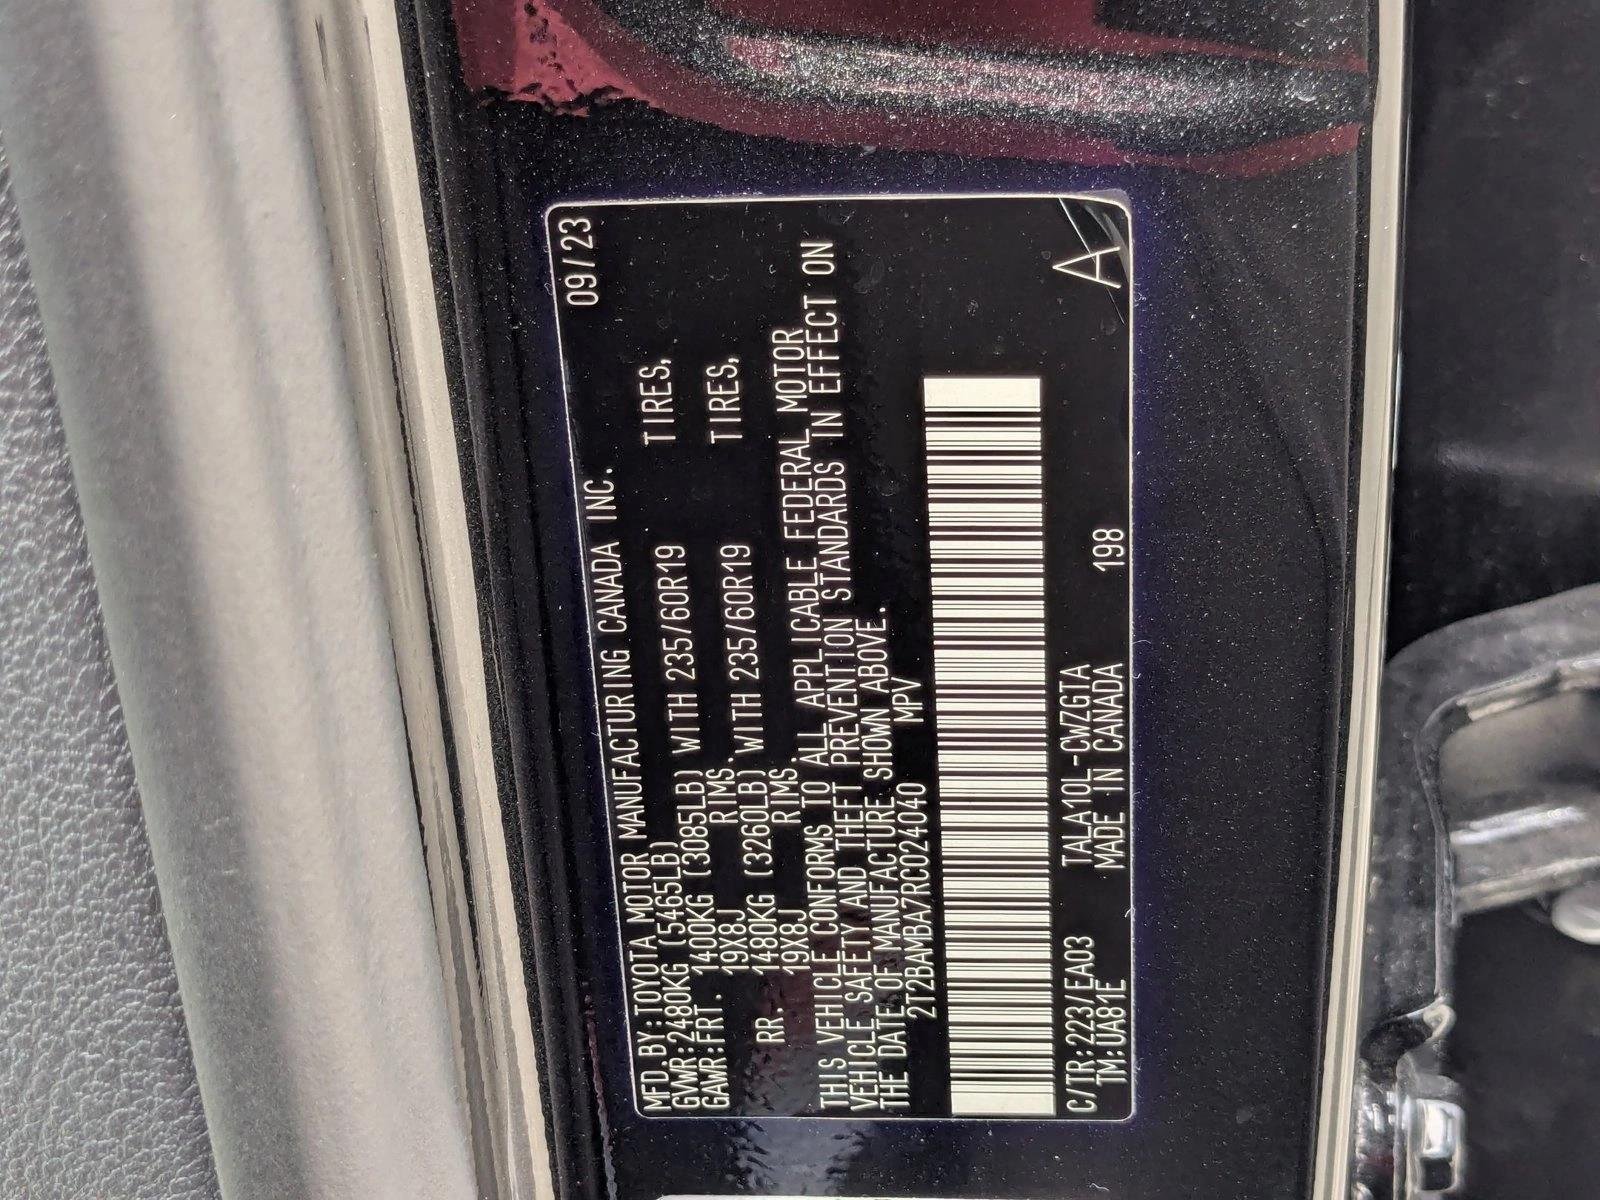 MFD.BY:TOYOTA MOTOR MANUFACTURING CANADA INC. 09/23
GVWR:2480KG (5465LB)
GAWR:FRT. 1400KG (3085LB) WITH 235/60R19 TIRES,
19X8J RIMS.
RR. 1480KG (3260LB) WITH 235/60R19 TIRES,
19X8J RIMS.
THIS VEHICLE CONFORMS TO ALL APPLICABLE FEDERAL MOTOR
VEHICLE SAFETY AND THEFT PREVENTION STANDARDS IN EFFECT ON
THE DATE OF MANUFACTURE SHOWN ABOVE.
2T2BAMBA7RC024040 MPV
C/TR:223/EA03 TALA10L-CWZGTA
TM:UA81E MADE IN CANADA 198 A